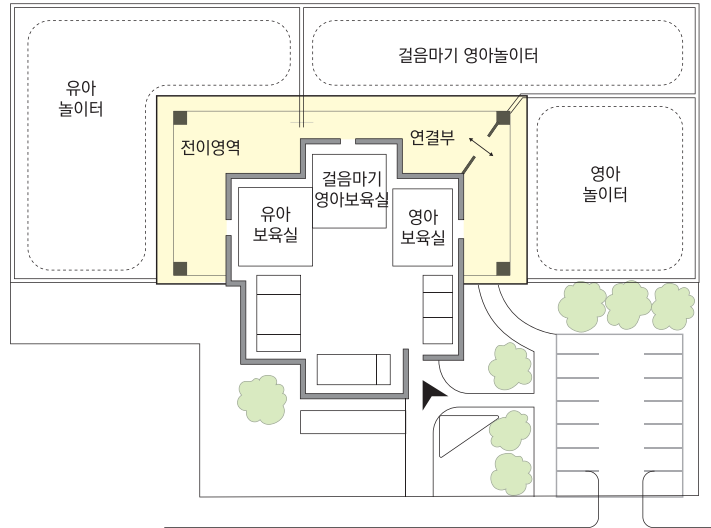 유아
놀이터
걸음마기 영아놀이터
전이영역
연결부
영아
놀이터
걸음마기
영아보육실
유아
보육실
영아
보육실